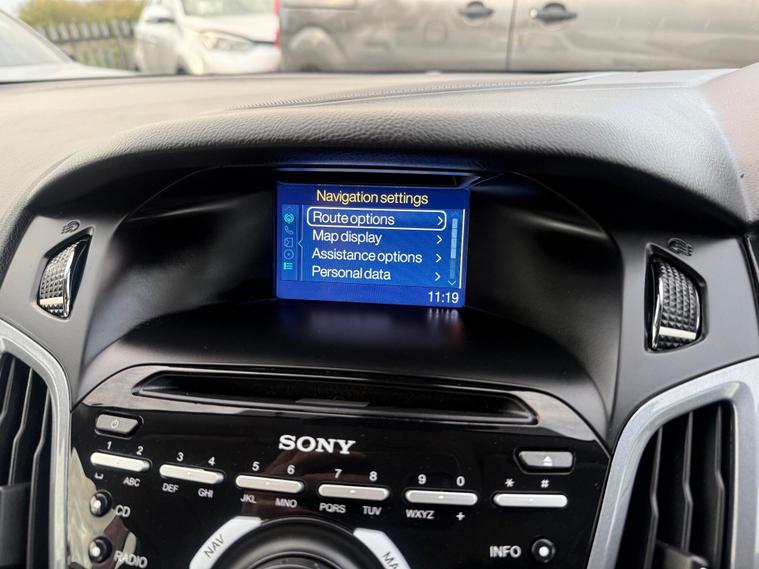 Navigation settings
Route options
Map display
Assistance options
Personal data
11:19
SONY
1 2 3 4 5 6 7 8 9 0 * #
ABC DEF GHI JKL MNO PQRS TUV WXYZ +
CD
RADIO
NAV
MA
INFO